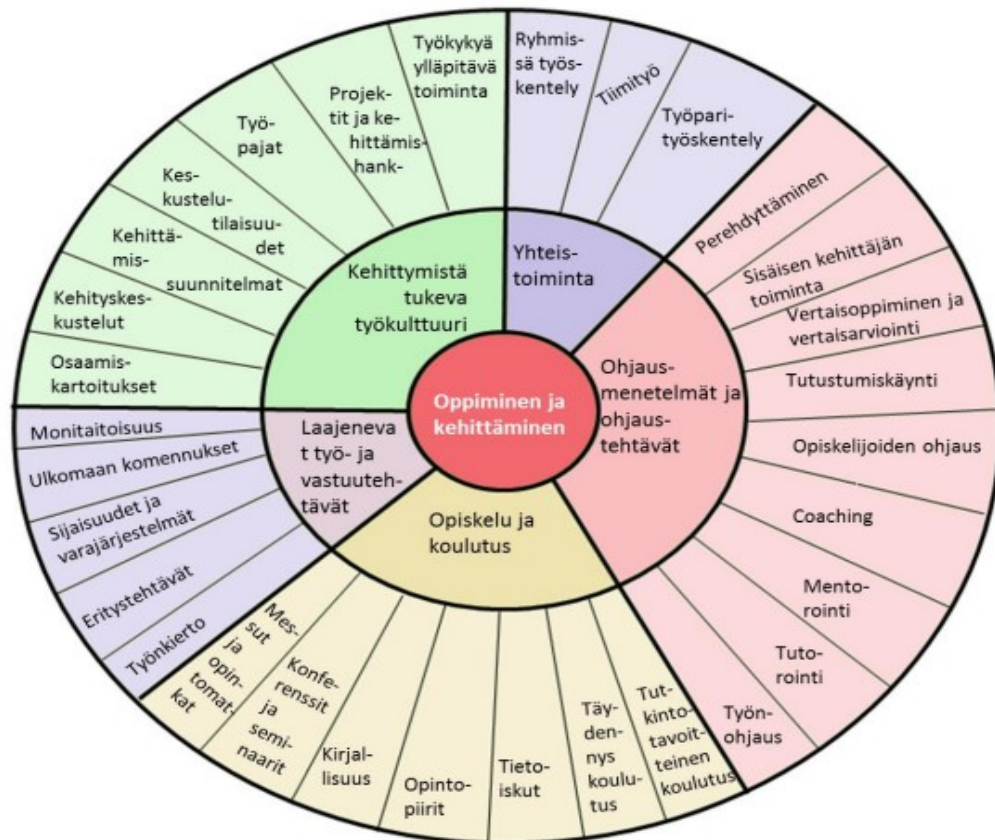 Oppiminen ja
kehittäminen
Kehittymistä
tukeva
työkulttuuri
Osaamis-
kartoitukset
Kehityskes-
kustelut
Kehittä-
mis-
suunnitelmat
Kes-
kustelu-
tilaisuu-
det
Työ-
pajat
Projek-
tit ja ke-
hittämis-
hank-
Työkykyä
ylläpitävä
toiminta
Yhteis-
toiminta
Ryhmis-
sä työs-
kentely
Tiimityö
Työpari-
työskentely
Ohjaus-
menetelmät ja
ohjaus-
tehtävät
Perehdyttäminen
Sisäisen kehittäjän
toiminta
Vertaisoppiminen ja
vertaisarviointi
Tutustumiskäynti
Opiskelijoiden ohjaus
Coaching
Mento-
rointi
Tuto-
rointi
Työn-
ohjaus
Opiskelu ja
koulutus
Tut-
kinto-
tavoit-
teinen
koulutus
Täy-
den-
nys
koulu-
tus
Tieto-
iskut
Opinto-
piirit
Kirjal-
lisuus
Konfe-
renssit
ja
semi-
naarit
Mes-
sut
ja
opin-
tomat-
kat
Laajeneva
t työ- ja
vastuuteh-
tävät
Työnkierto
Eritystehtävät
Sijaisuudet ja
varajärjestelmät
Ulkomaan komennukset
Monitaitoisuus